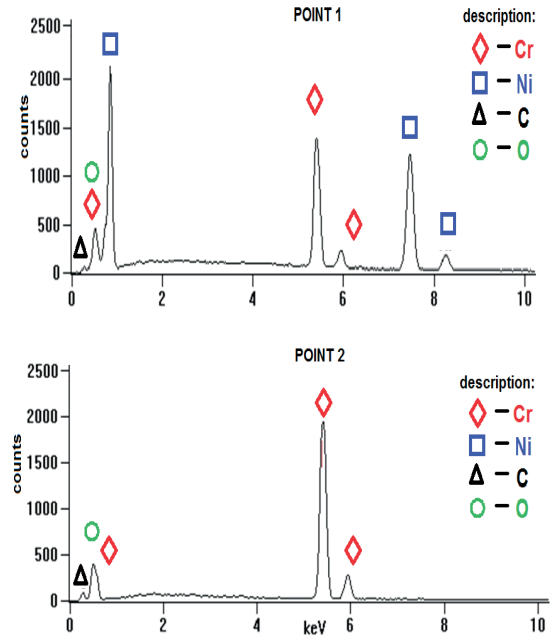 POINT 1
description:
– Cr
– Ni
– C
– O
counts
2500
2000
1500
1000
500
0
0 2 4 6 8 10
POINT 2
description:
– Cr
– Ni
– C
– O
counts
2500
2000
1500
1000
500
0
0 2 4 6 8 10
keV